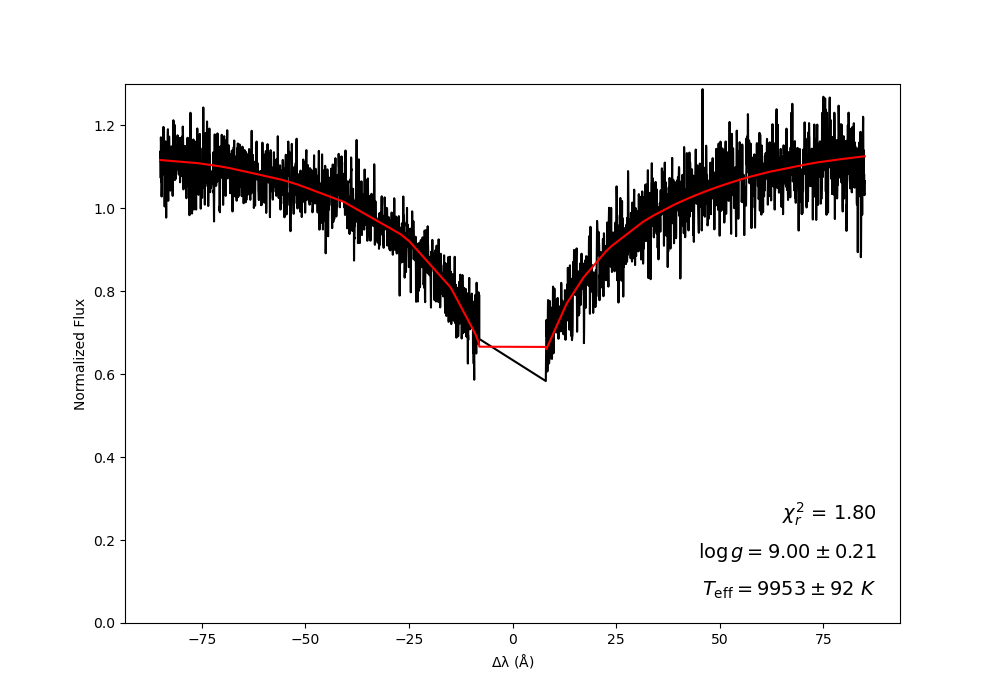 1.2
1.0
0.8
0.6
0.4
0.2
0.0
Normalized Flux
χ²ᵣ = 1.80
log g = 9.00 ± 0.21
T_eff = 9953 ± 92 K
−75 −50 −25 0 25 50 75
Δλ (Å)